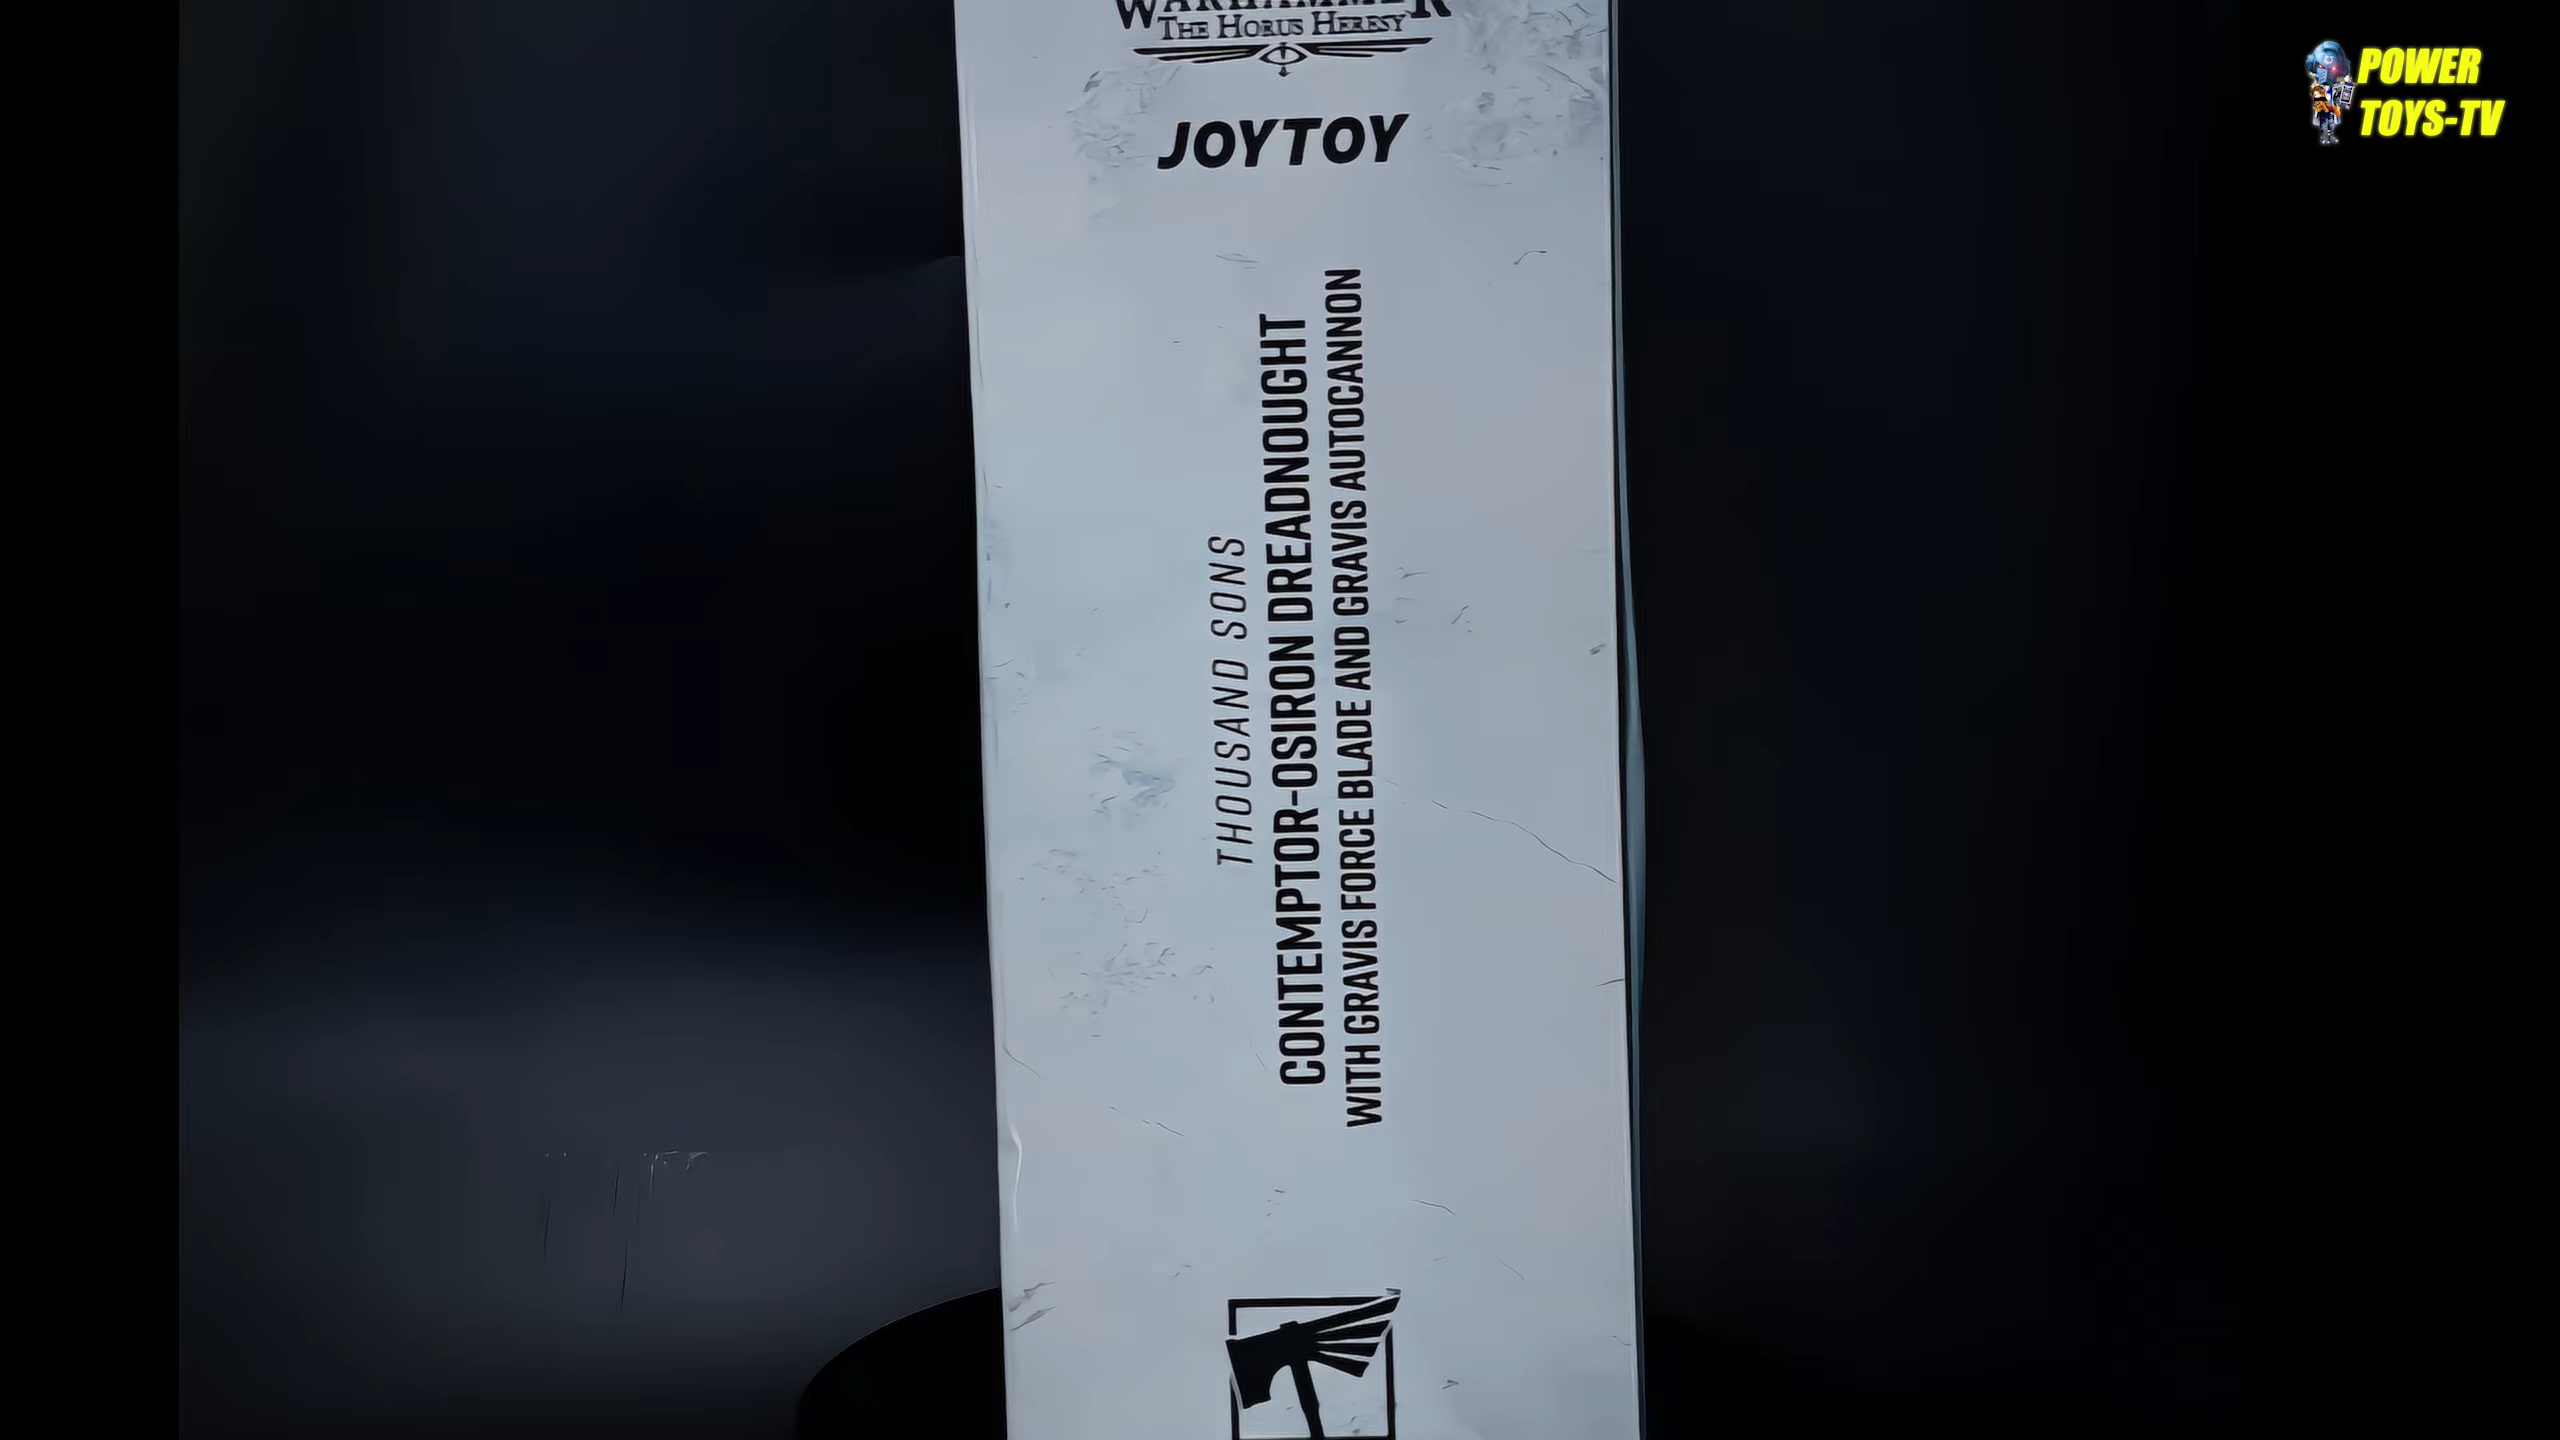 WARHAMMER
THE HORUS HERESY
JOYTOY
THOUSAND SONS
CONTEMPTOR-OSIRON DREADNOUGHT
WITH GRAVIS FORCE BLADE AND GRAVIS AUTOCANNON
POWER
TOYS-TV